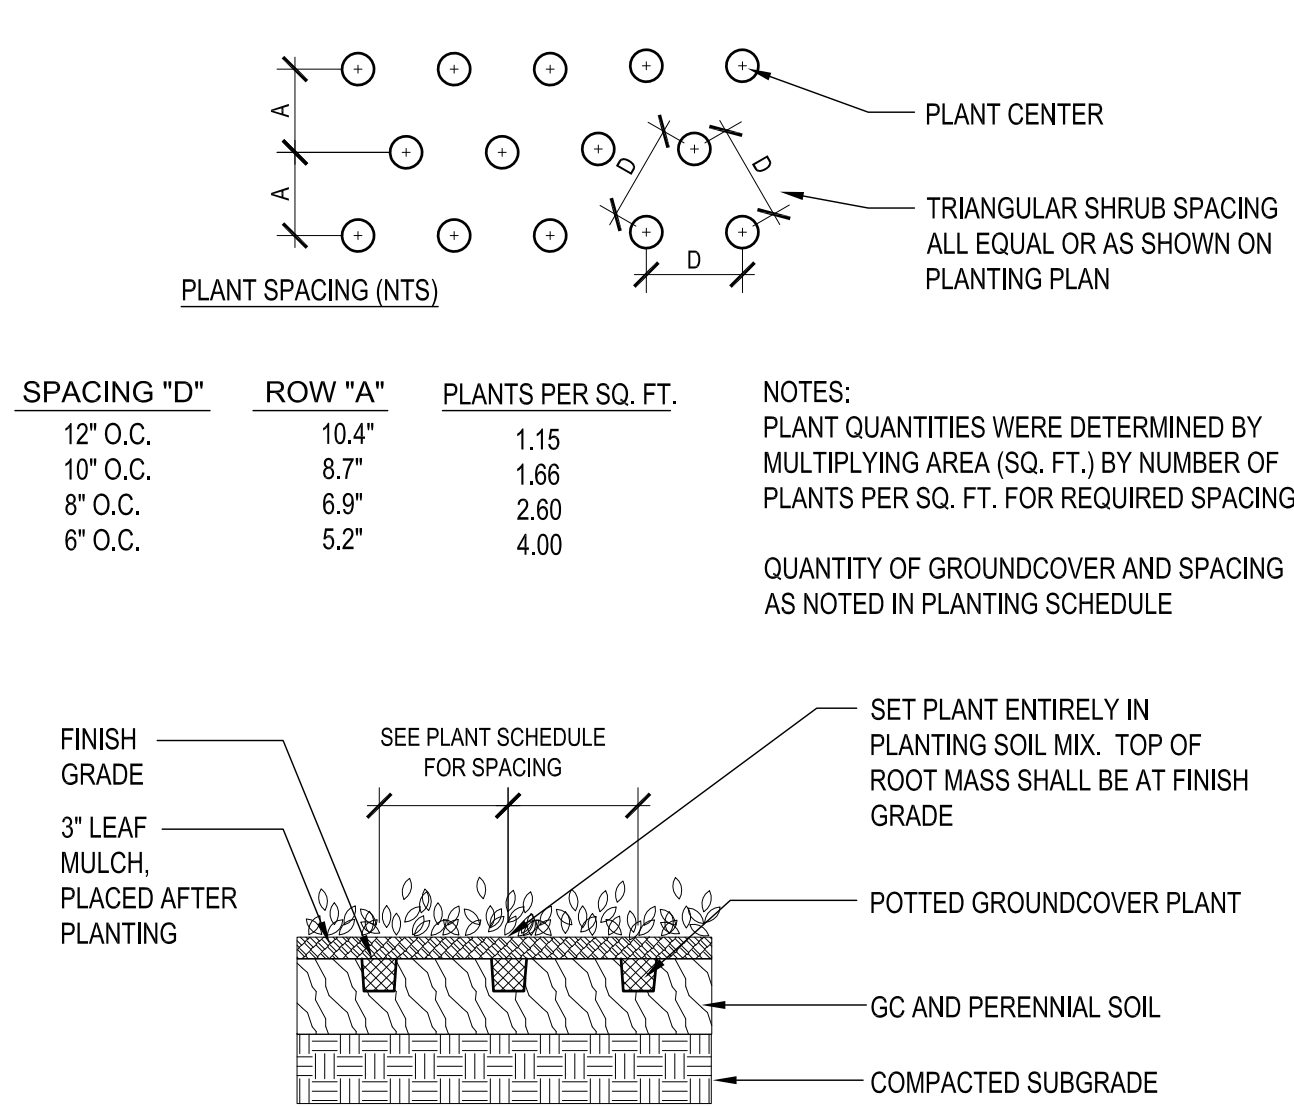 PLANT CENTER
A
A
D
D
D
TRIANGULAR SHRUB SPACING
ALL EQUAL OR AS SHOWN ON
PLANTING PLAN
PLANT SPACING (NTS)
SPACING "D" ROW "A" PLANTS PER SQ. FT.
12" O.C. 10.4" 1.15
10" O.C. 8.7" 1.66
8" O.C. 6.9" 2.60
6" O.C. 5.2" 4.00
NOTES:
PLANT QUANTITIES WERE DETERMINED BY
MULTIPLYING AREA (SQ. FT.) BY NUMBER OF
PLANTS PER SQ. FT. FOR REQUIRED SPACING
QUANTITY OF GROUNDCOVER AND SPACING
AS NOTED IN PLANTING SCHEDULE
FINISH
GRADE
3" LEAF
MULCH,
PLACED AFTER
PLANTING
SEE PLANT SCHEDULE
FOR SPACING
SET PLANT ENTIRELY IN
PLANTING SOIL MIX. TOP OF
ROOT MASS SHALL BE AT FINISH
GRADE
POTTED GROUNDCOVER PLANT
GC AND PERENNIAL SOIL
COMPACTED SUBGRADE